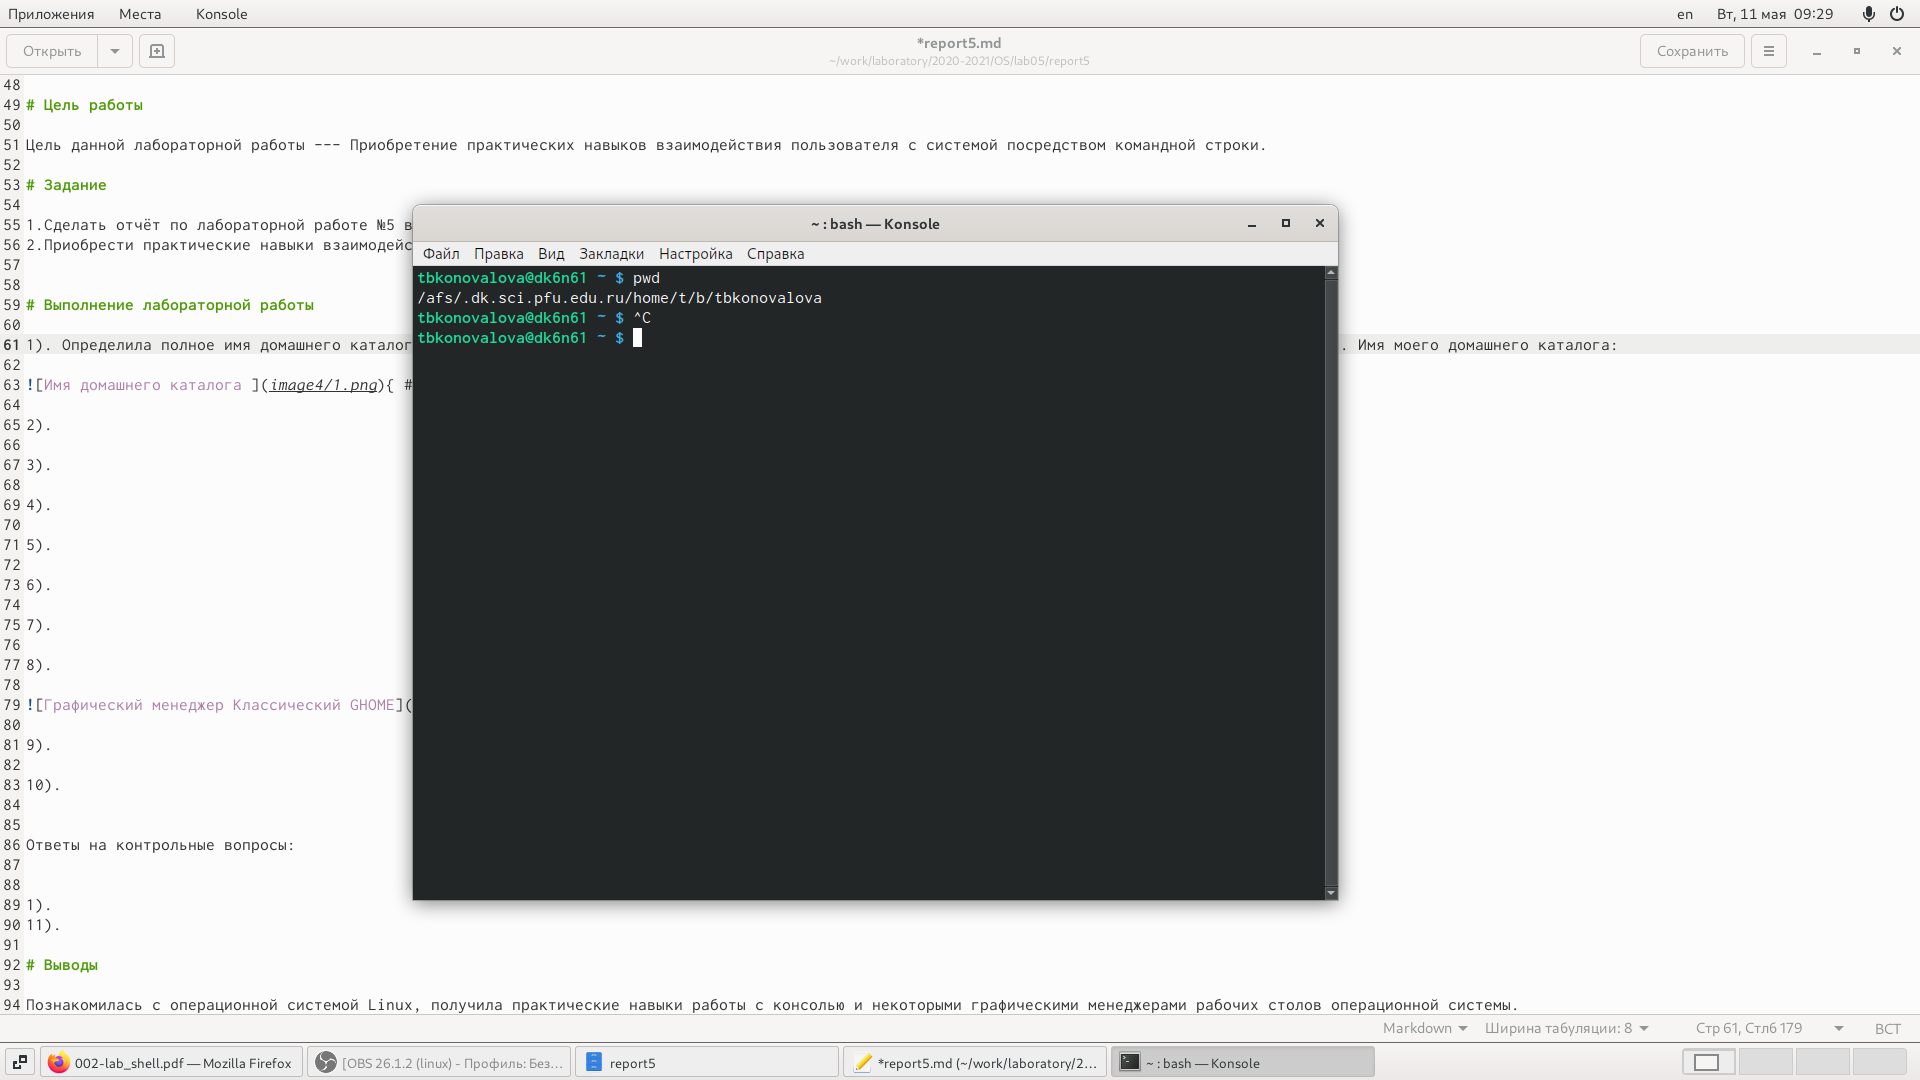 Приложения Места Konsole en Вт, 11 мая 09:29
Открыть *report5.md Сохранить
~/work/laboratory/2020-2021/OS/lab05/report5
48
49 # Цель работы
50
51 Цель данной лабораторной работы --- Приобретение практических навыков взаимодействия пользователя с системой посредством командной строки.
52
53 # Задание
54
55 1.Сделать отчёт по лабораторной работе №5 в
56 2.Приобрести практические навыки взаимодейс
57
58
59 # Выполнение лабораторной работы
60
61 1). Определила полное имя домашнего каталог . Имя моего домашнего каталога:
62
63 ![Имя домашнего каталога ](image4/1.png){ #
64
65 2).
66
67 3).
68
69 4).
70
71 5).
72
73 6).
74
75 7).
76
77 8).
78
79 ![Графический менеджер Классический GHOME](
80
81 9).
82
83 10).
84
85
86 Ответы на контрольные вопросы:
87
88
89 1).
90 11).
91
92 # Выводы
93
94 Познакомилась с операционной системой Linux, получила практические навыки работы с консолью и некоторыми графическими менеджерами рабочих столов операционной системы.
~ : bash — Konsole
Файл Правка Вид Закладки Настройка Справка
tbkonovalova@dk6n61 ~ $ pwd
/afs/.dk.sci.pfu.edu.ru/home/t/b/tbkonovalova
tbkonovalova@dk6n61 ~ $ ^C
tbkonovalova@dk6n61 ~ $
Markdown Ширина табуляции: 8 Стр 61, Стлб 179 ВСТ
002-lab_shell.pdf — Mozilla Firefox [OBS 26.1.2 (linux) - Профиль: Без… report5 *report5.md (~/work/laboratory/2… ~ : bash — Konsole